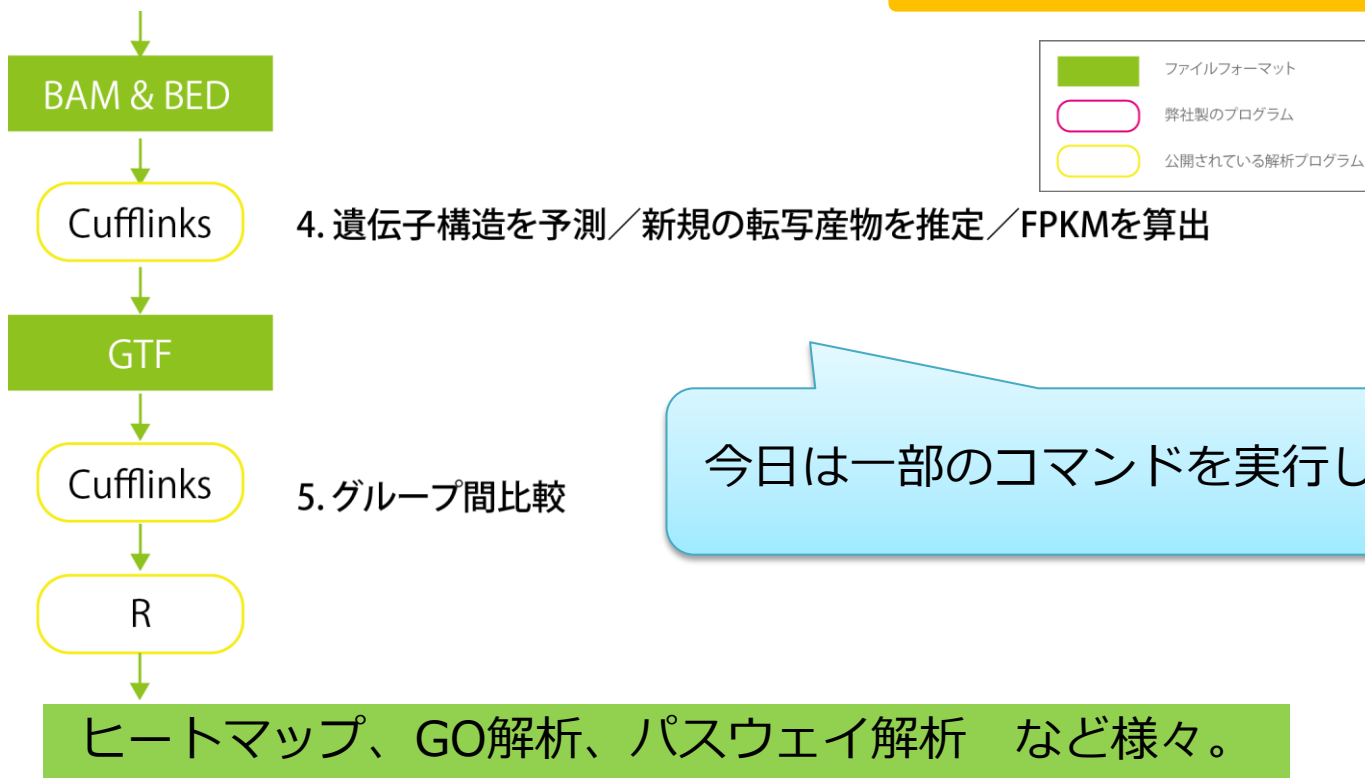 ファイルフォーマット
弊社製のプログラム
公開されている解析プログラム
BAM & BED
Cufflinks
4. 遺伝子構造を予測／新規の転写産物を推定／FPKMを算出
GTF
今日は一部のコマンドを実行し
Cufflinks
5. グループ間比較
R
ヒートマップ、GO解析、パスウェイ解析　など様々。